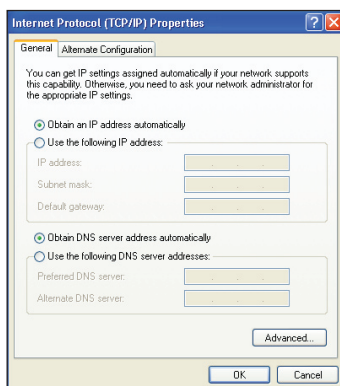 Internet Protocol (TCP/IP) Properties
General
Alternate Configuration
You can get IP settings assigned automatically if your network supports
this capability. Otherwise, you need to ask your network administrator for
the appropriate IP settings.
Obtain an IP address automatically
Use the following IP address:
IP address:
Subnet mask:
Default gateway:
Obtain DNS server address automatically
Use the following DNS server addresses:
Preferred DNS server:
Alternate DNS server:
Advanced...
OK
Cancel